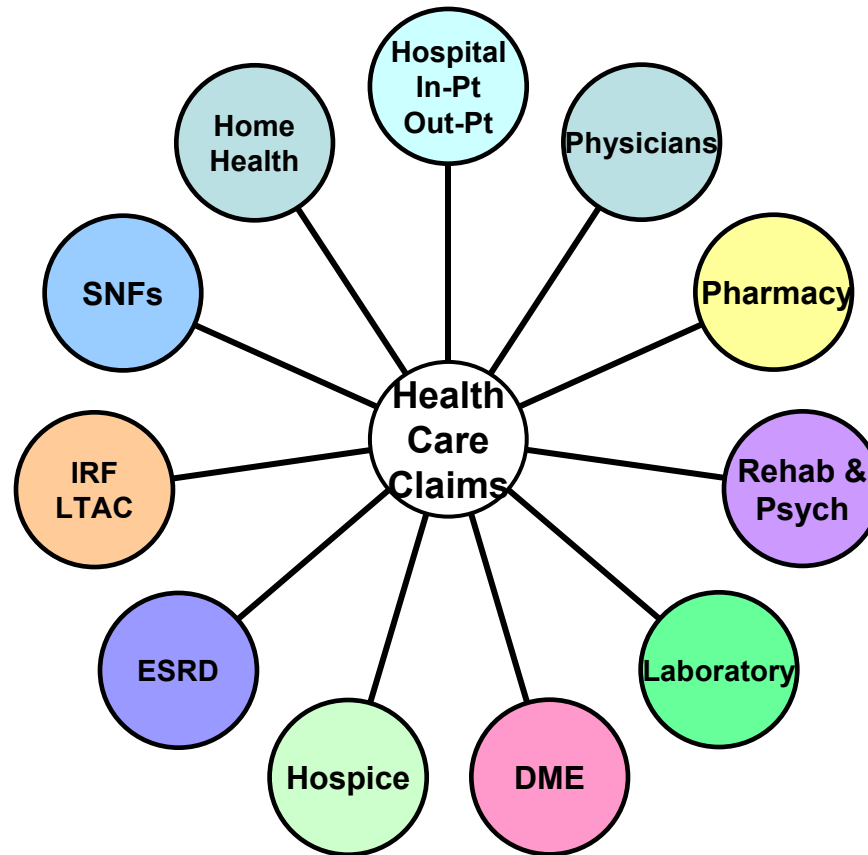 Hospital
In-Pt
Out-Pt
Physicians
Pharmacy
Rehab &
Psych
Laboratory
DME
Hospice
ESRD
IRF
LTAC
SNFs
Home
Health
Health
Care
Claims